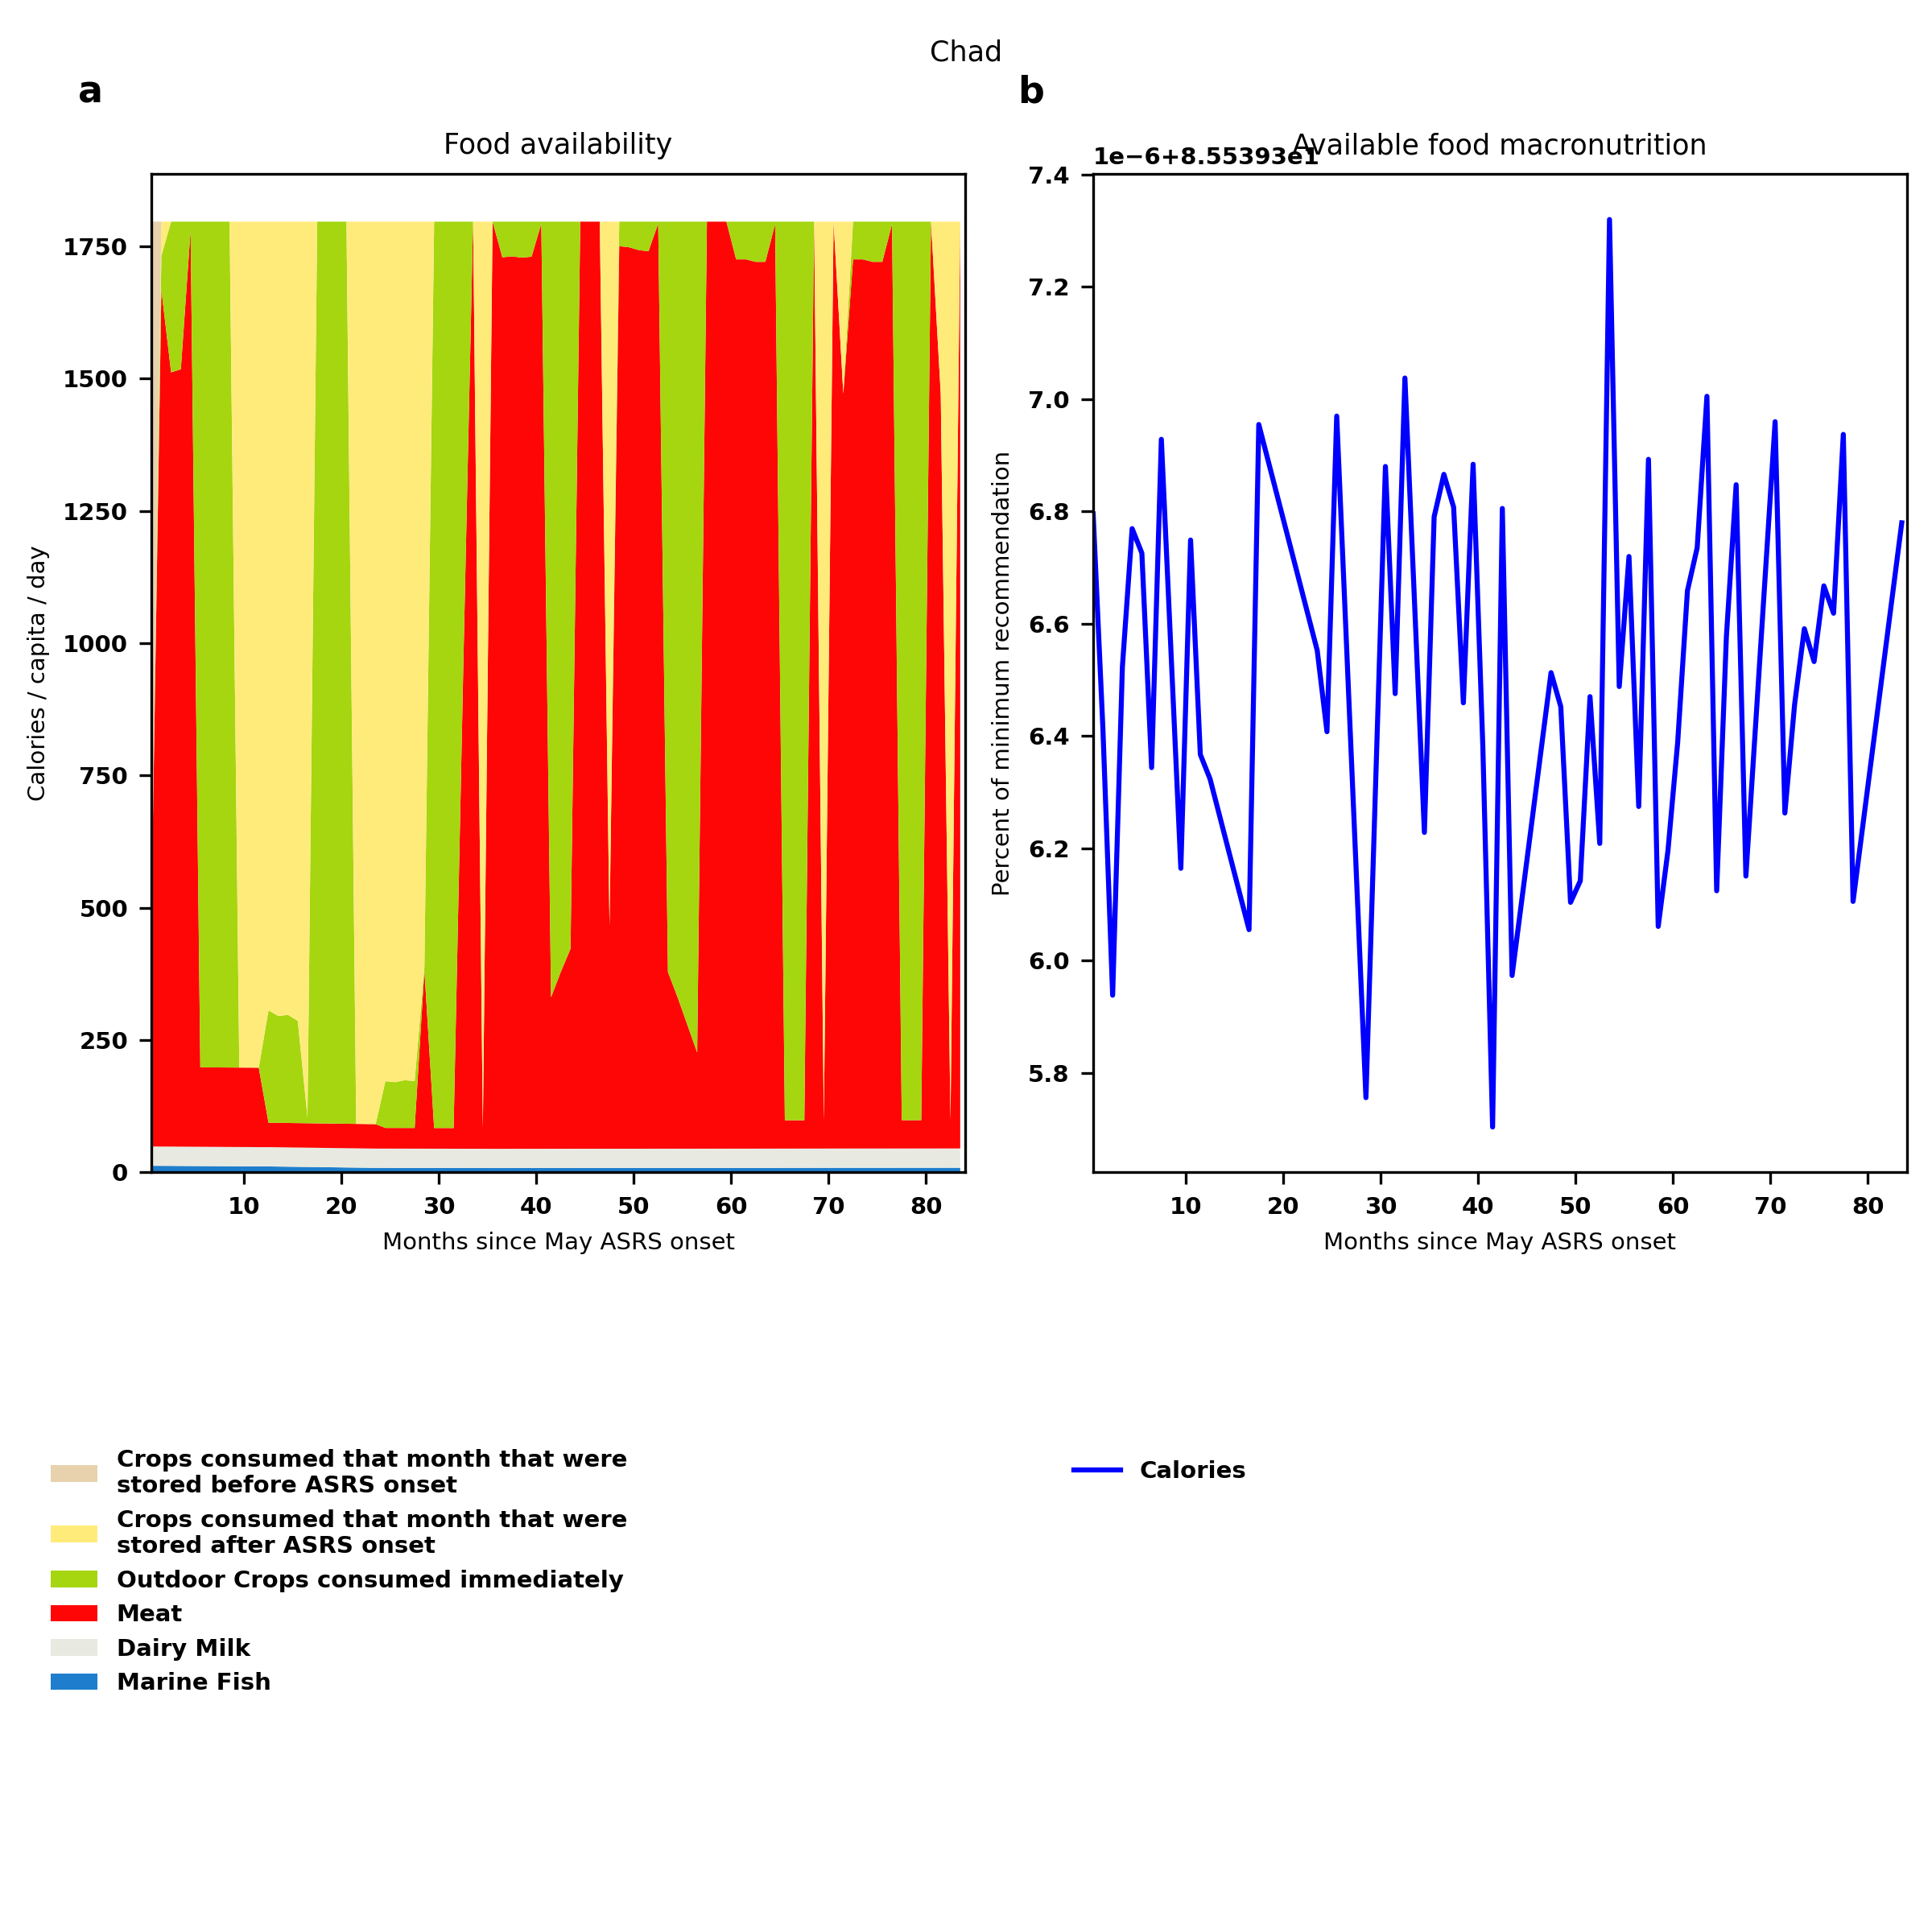 Chad
a
Food availability
Calories / capita / day
1750
1500
1250
1000
750
500
250
0
10 20 30 40 50 60 70 80
Months since May ASRS onset
b
Available food macronutrition
1e−6+8.55393e1
Percent of minimum recommendation
7.4
7.2
7.0
6.8
6.6
6.4
6.2
6.0
5.8
10 20 30 40 50 60 70 80
Months since May ASRS onset
Crops consumed that month that were
stored before ASRS onset
Crops consumed that month that were
stored after ASRS onset
Outdoor Crops consumed immediately
Meat
Dairy Milk
Marine Fish
Calories